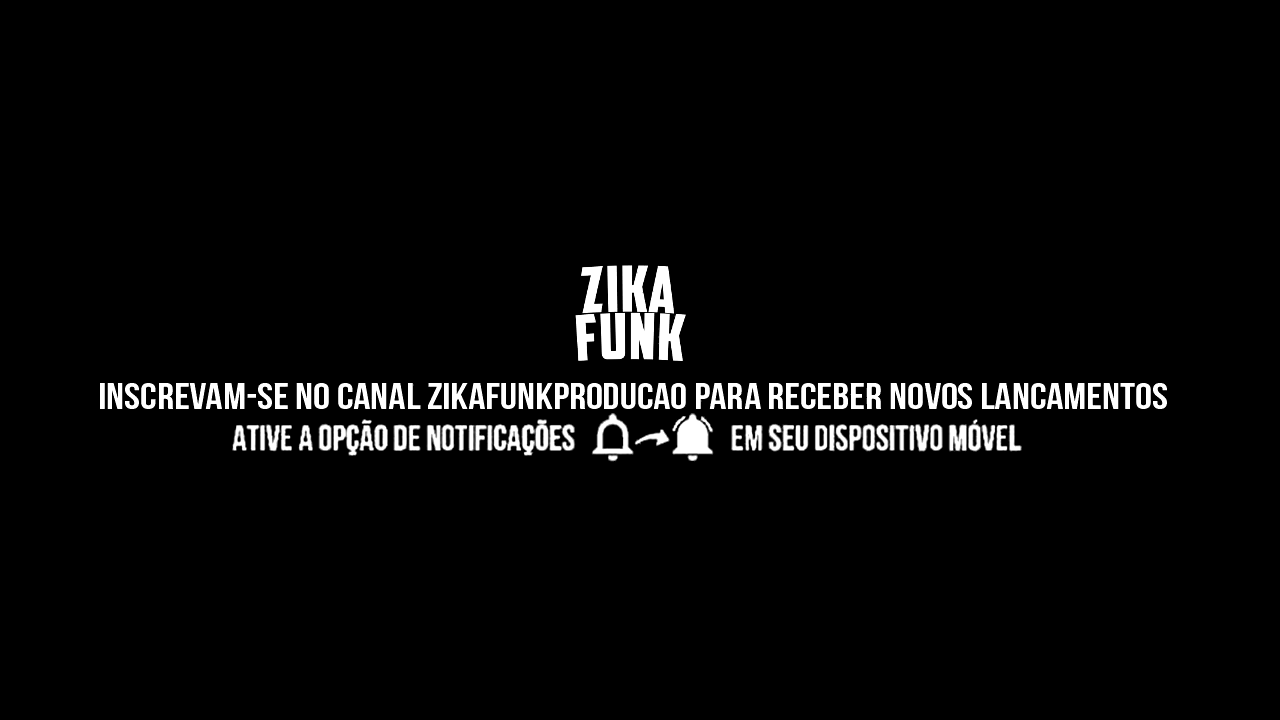 ZIKA
FUNK
INSCREVAM-SE NO CANAL ZIKAFUNKPRODUCAO PARA RECEBER NOVOS LANCAMENTOS
ATIVE A OPÇÃO DE NOTIFICAÇÕES EM SEU DISPOSITIVO MÓVEL